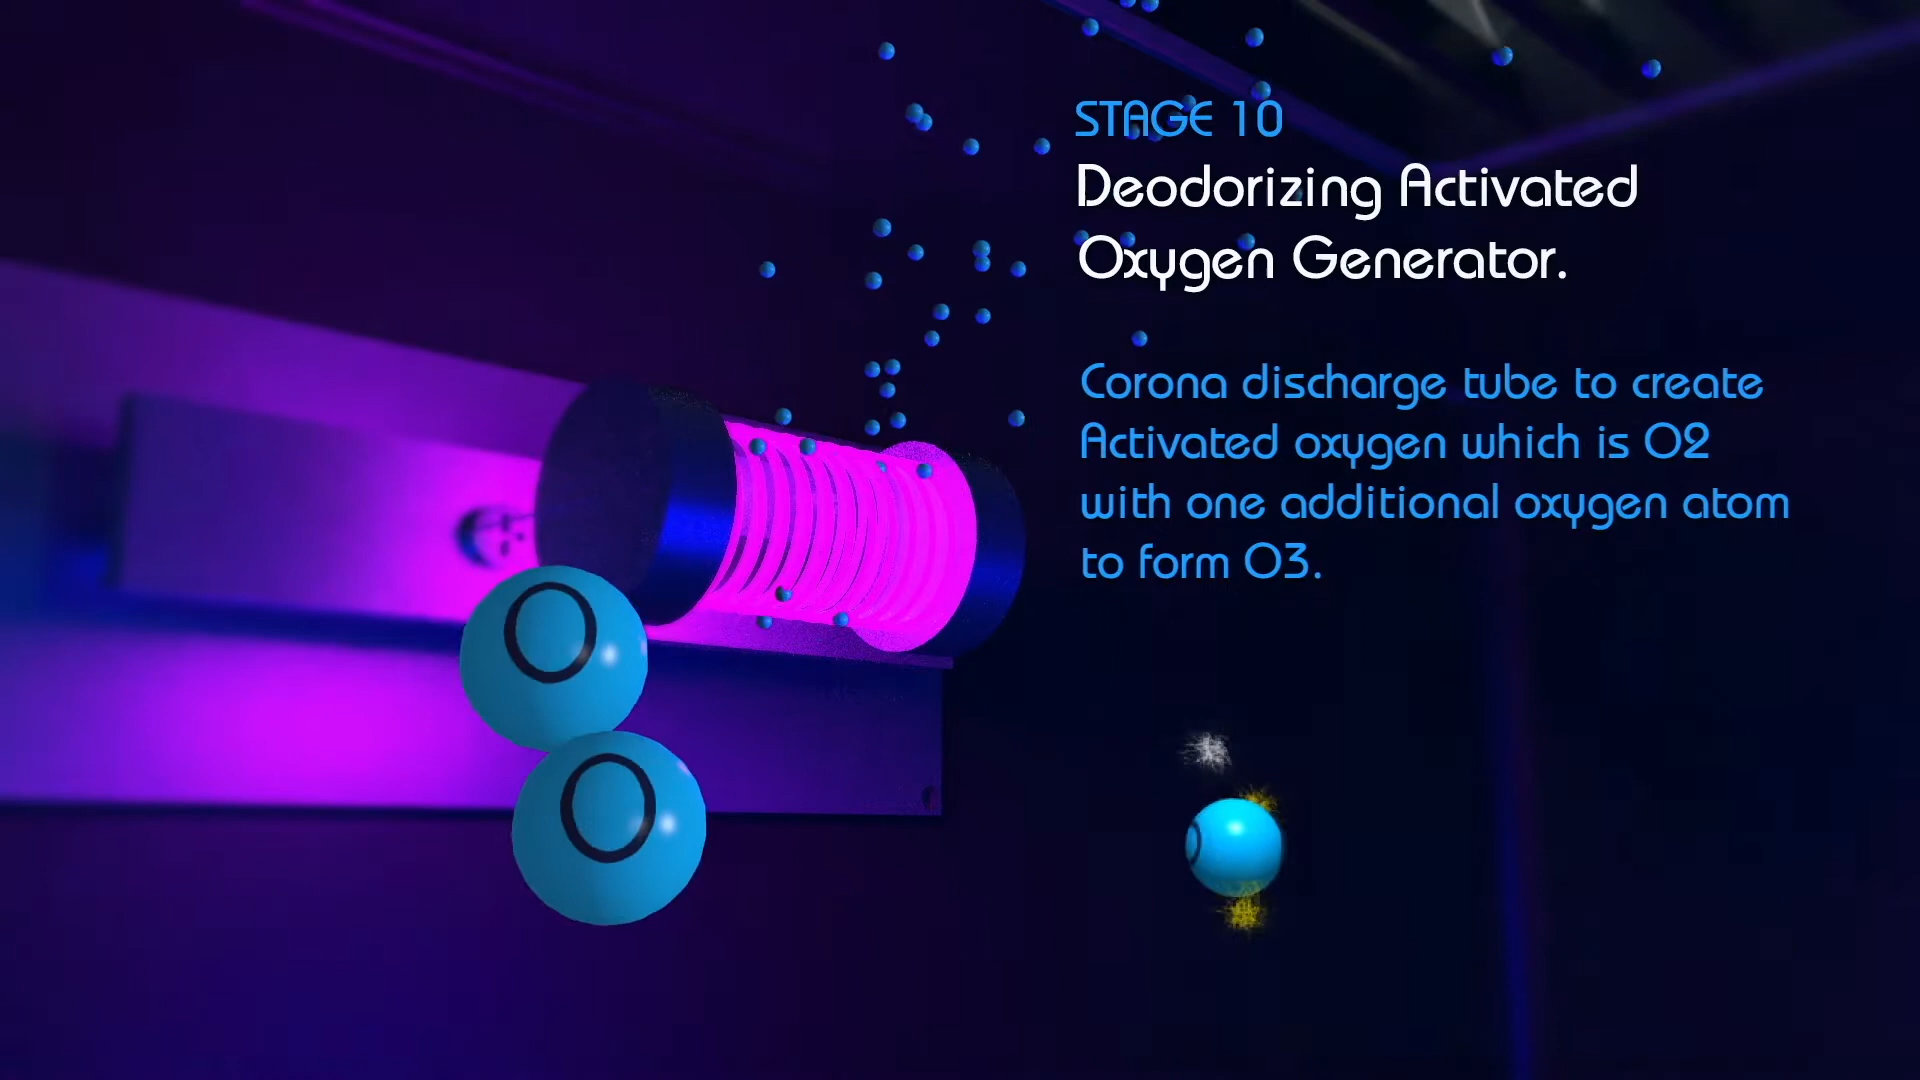 STAGE 10
Deodorizing Activated
Oxygen Generator.
Corona discharge tube to create
Activated oxygen which is O2
with one additional oxygen atom
to form O3.
O
O